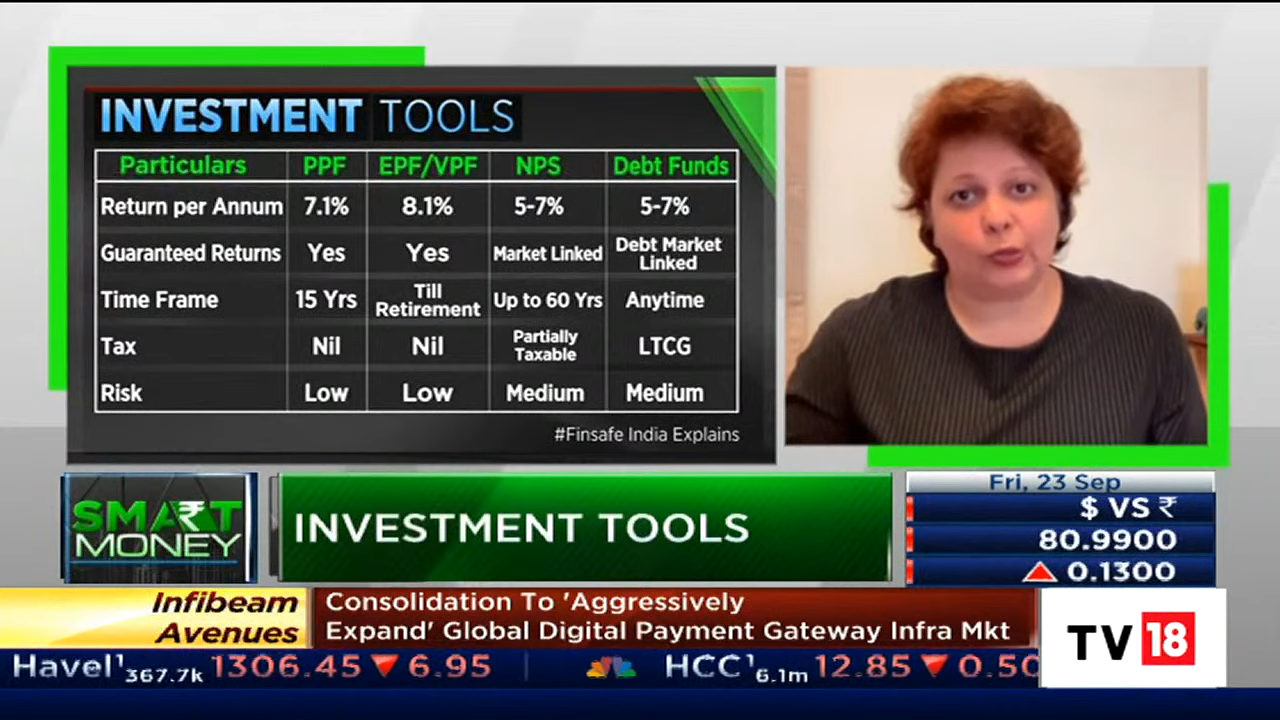 INVESTMENT TOOLS
Particulars PPF EPF/VPF NPS Debt Funds
Return per Annum 7.1% 8.1% 5-7% 5-7%
Guaranteed Returns Yes Yes Market Linked Debt Market Linked
Time Frame 15 Yrs Till Retirement Up to 60 Yrs Anytime
Tax Nil Nil Partially Taxable LTCG
Risk Low Low Medium Medium
#Finsafe India Explains
SMA₹T
MONEY
INVESTMENT TOOLS
Fri, 23 Sep
$ VS ₹
80.9900
0.1300
Infibeam
Avenues
Consolidation To 'Aggressively
Expand' Global Digital Payment Gateway Infra Mkt
TV18
Havel¹ 367.7k 1306.45 ▼ 6.95 HCC¹ 6.1m 12.85 ▼ 0.50